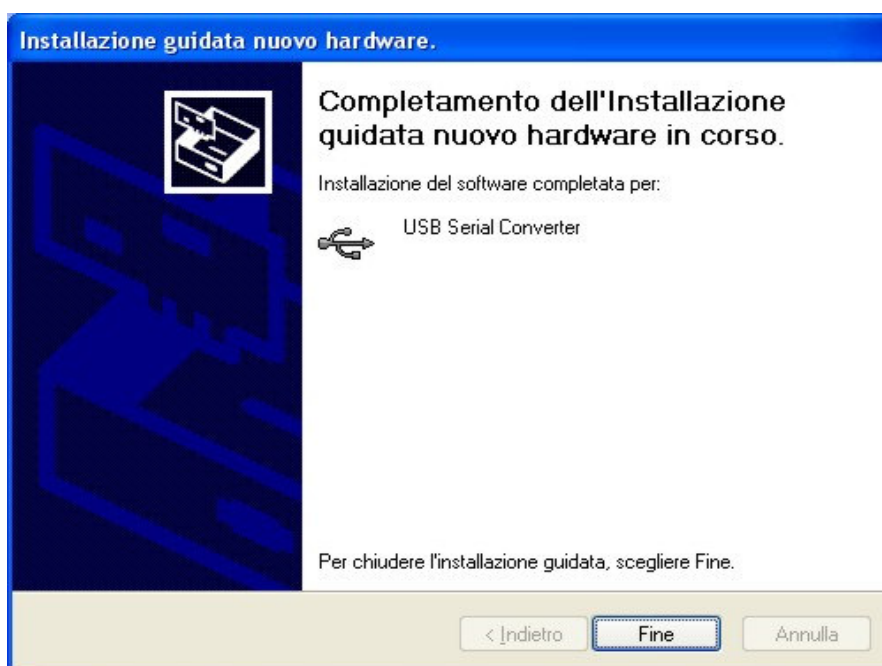 Installazione guidata nuovo hardware.
Completamento dell'Installazione
guidata nuovo hardware in corso.
Installazione del software completata per:
USB Serial Converter
Per chiudere l'installazione guidata, scegliere Fine.
< Indietro
Fine
Annulla